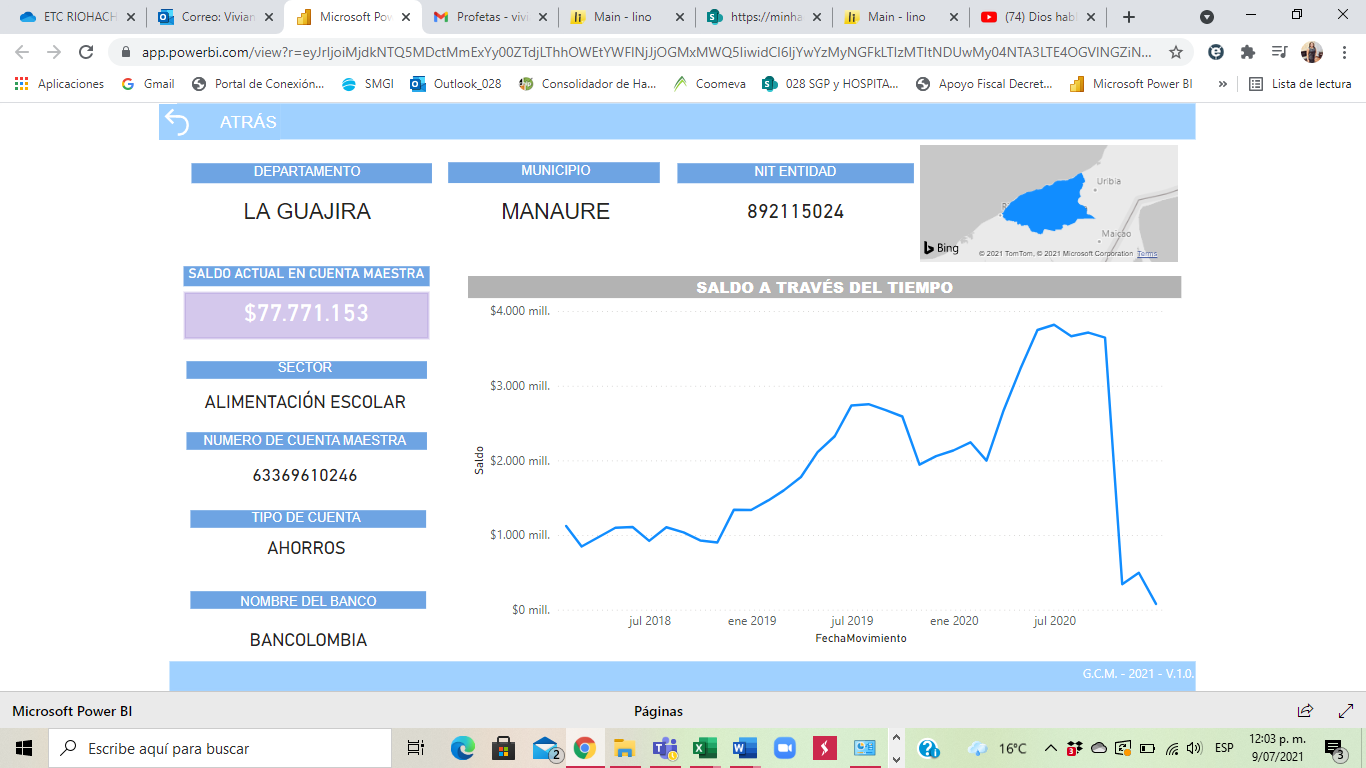 ETC RIOHACH
Correo: Vivian
Microsoft Pow
Profetas - vivi
Main - lino
https://minha
Main - lino
(74) Dios hab
Aplicaciones
Gmail
Portal de Conexión...
SMGI
Outlook_028
Consolidador de Ha...
Coomeva
028 SGP y HOSPITA...
Apoyo Fiscal Decret...
Microsoft Power BI
»
Lista de lectura
ATRÁS
DEPARTAMENTO
MUNICIPIO
NIT ENTIDAD
LA GUAJIRA
MANAURE
892115024
Uribia
Maicao
Bing
© 2021 TomTom, © 2021 Microsoft Corporation Terms
SALDO ACTUAL EN CUENTA MAESTRA
$77.771.153
SECTOR
ALIMENTACIÓN ESCOLAR
NUMERO DE CUENTA MAESTRA
63369610246
TIPO DE CUENTA
AHORROS
NOMBRE DEL BANCO
BANCOLOMBIA
SALDO A TRAVÉS DEL TIEMPO
$4.000 mill.
$3.000 mill.
$2.000 mill.
$1.000 mill.
$0 mill.
Saldo
jul 2018
ene 2019
jul 2019
ene 2020
jul 2020
FechaMovimiento
G.C.M. - 2021 - V.1.0.
Microsoft Power BI
Páginas
Escribe aquí para buscar
2
16°C
ESP
12:03 p. m.
9/07/2021
3